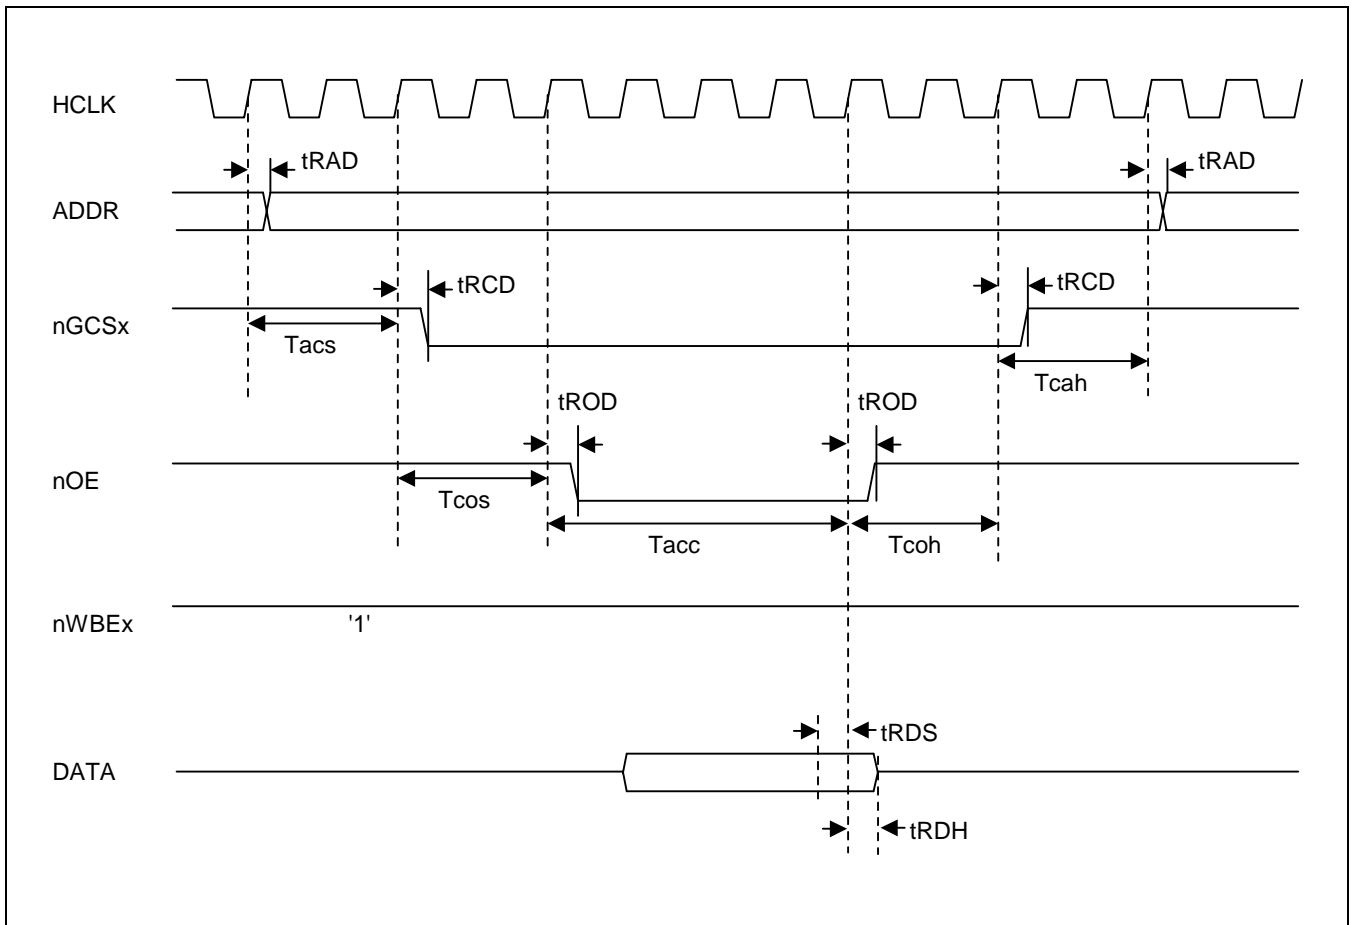 HCLK
tRAD
tRAD
ADDR
tRCD
tRCD
nGCSx
Tacs
Tcah
tROD
tROD
nOE
Tcos
Tacc
Tcoh
nWBEx
'1'
tRDS
DATA
tRDH